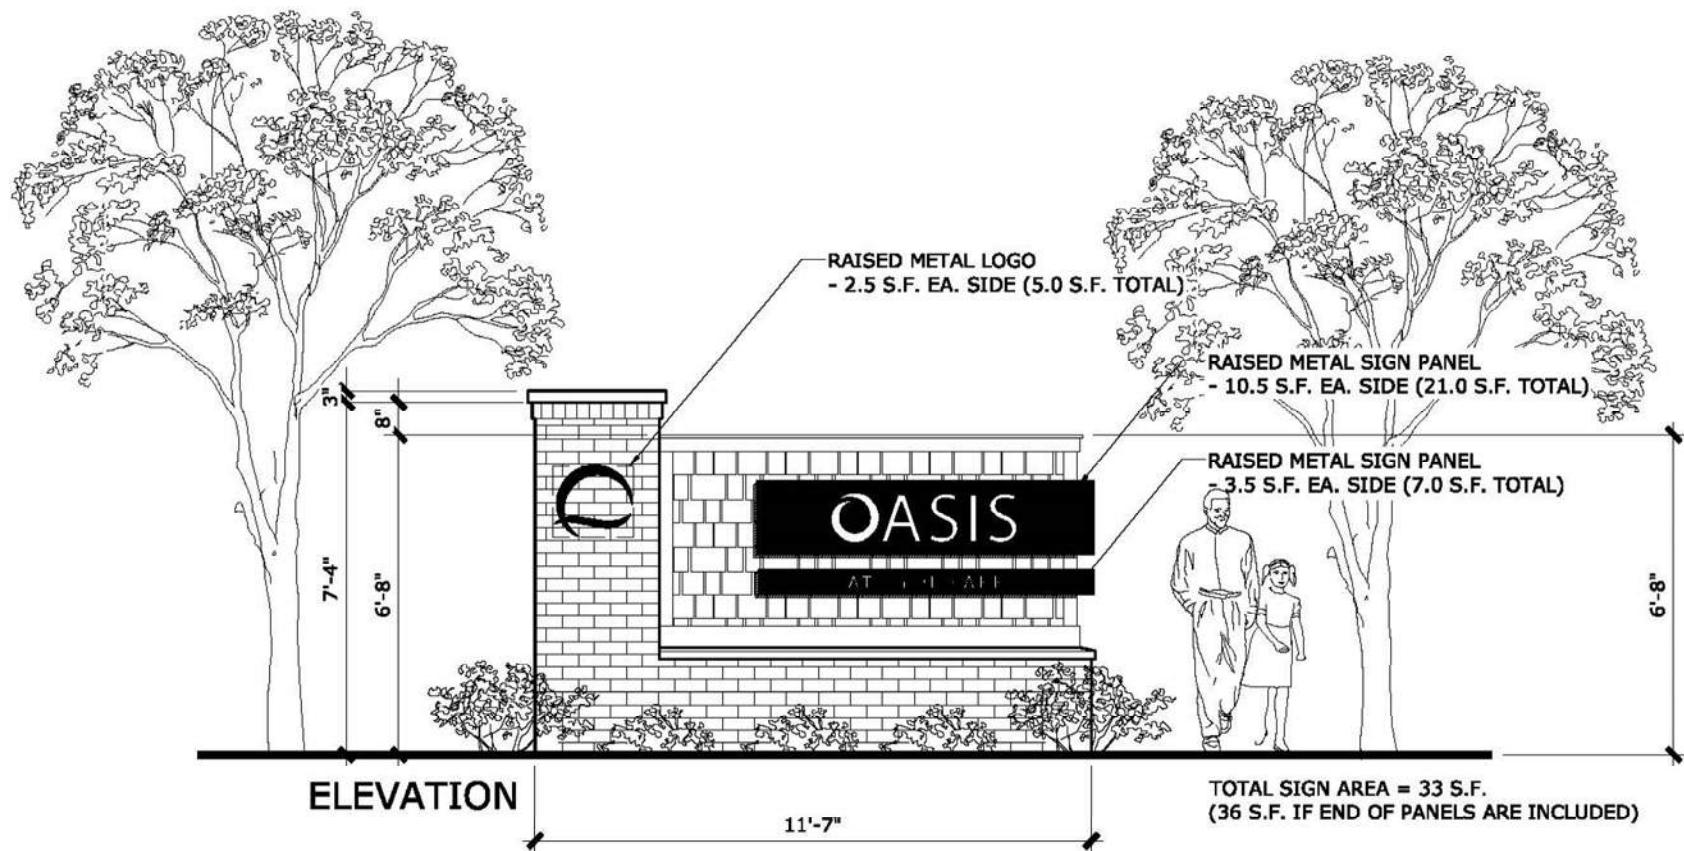 RAISED METAL LOGO
- 2.5 S.F. EA. SIDE (5.0 S.F. TOTAL)
RAISED METAL SIGN PANEL
- 10.5 S.F. EA. SIDE (21.0 S.F. TOTAL)
3"
8"
RAISED METAL SIGN PANEL
- 3.5 S.F. EA. SIDE (7.0 S.F. TOTAL)
OASIS
AT
7'-4"
6'-8"
6'-8"
ELEVATION
TOTAL SIGN AREA = 33 S.F.
(36 S.F. IF END OF PANELS ARE INCLUDED)
11'-7"